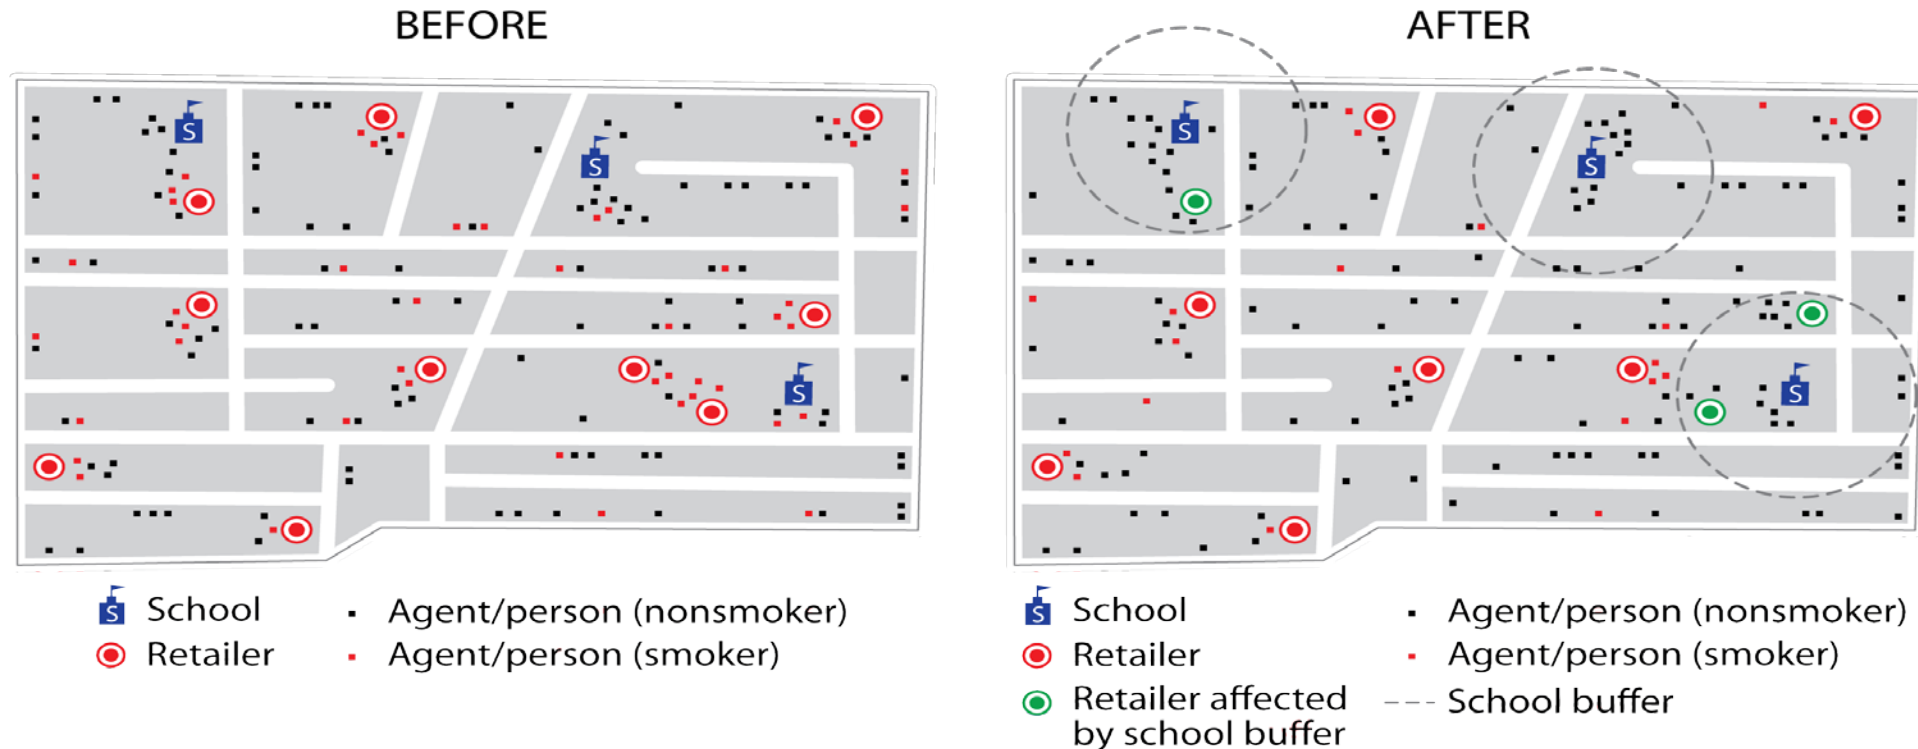 BEFORE
AFTER
S
S
S
S
S
S
S School
Agent/person (nonsmoker)
Retailer
Agent/person (smoker)
S School
Agent/person (nonsmoker)
Retailer
Agent/person (smoker)
Retailer affected
by school buffer
School buffer